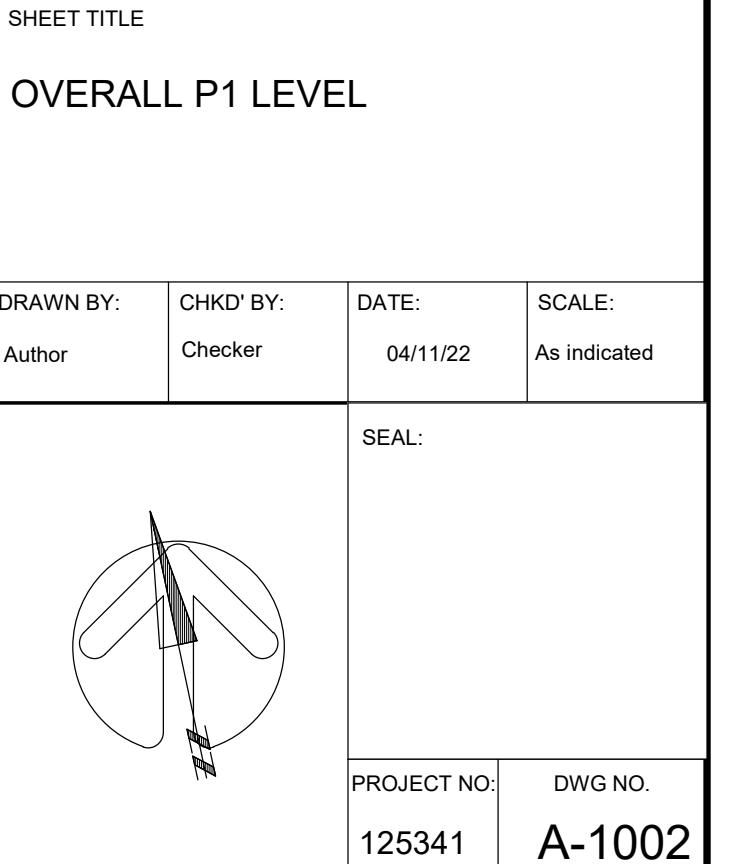 SHEET TITLE
OVERALL P1 LEVEL
DRAWN BY:
Author
CHKD' BY:
Checker
DATE:
04/11/22
SCALE:
As indicated
SEAL:
PROJECT NO:
125341
DWG NO.
A-1002